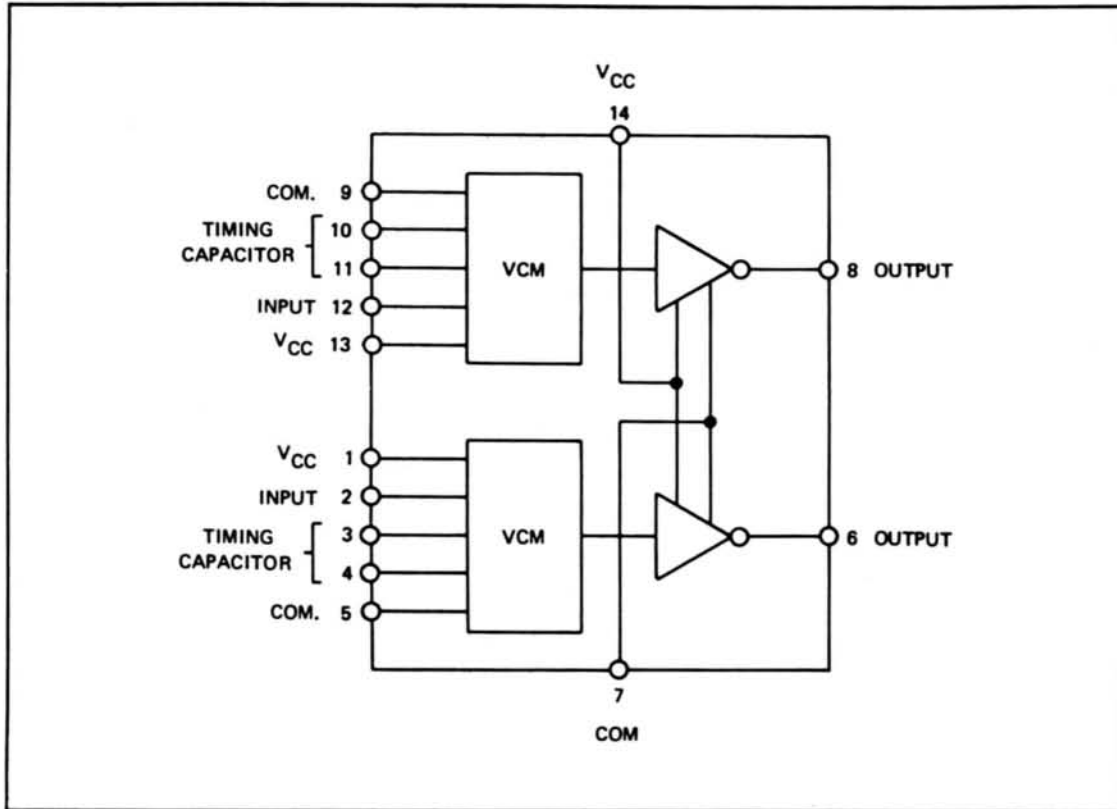 VCC
14
COM. 9
TIMING CAPACITOR 10
11
INPUT 12
VCC 13
VCM
8 OUTPUT
VCC 1
INPUT 2
TIMING CAPACITOR 3
4
COM. 5
VCM
6 OUTPUT
7
COM